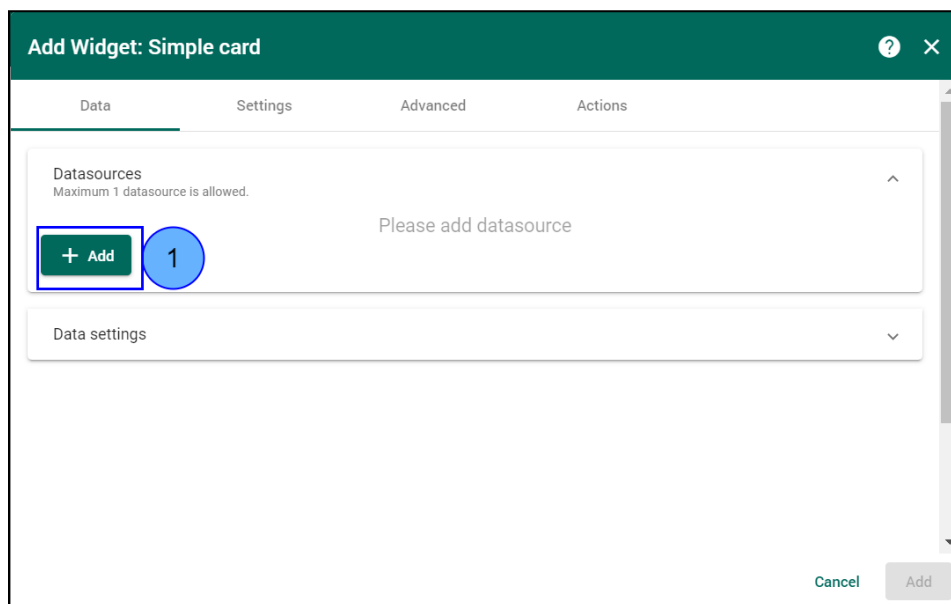 Add Widget: Simple card
Data Settings Advanced Actions
Datasources
Maximum 1 datasource is allowed.
Please add datasource
+ Add 1
Data settings
Cancel Add